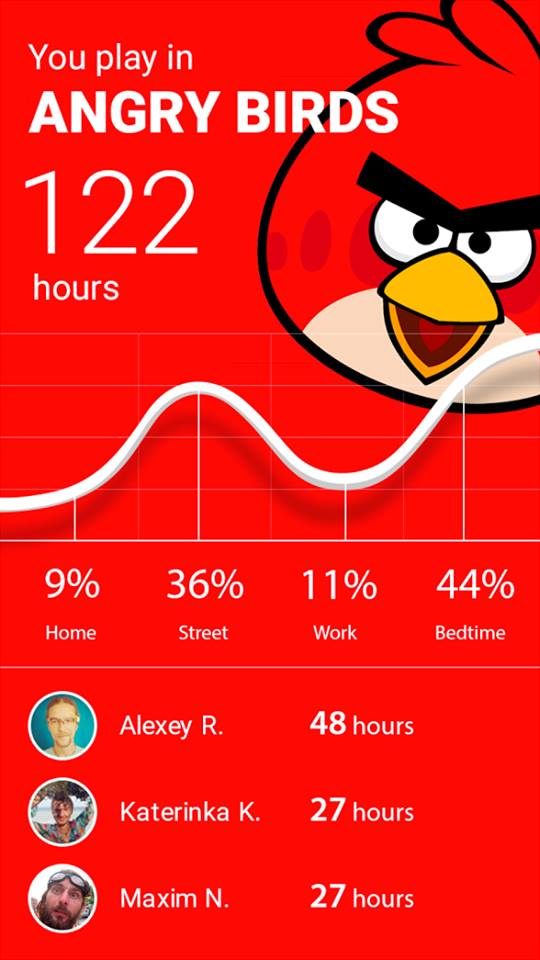 You play in
ANGRY BIRDS
122
hours
9% 36% 11% 44%
Home Street Work Bedtime
Alexey R. 48 hours
Katerinka K. 27 hours
Maxim N. 27 hours